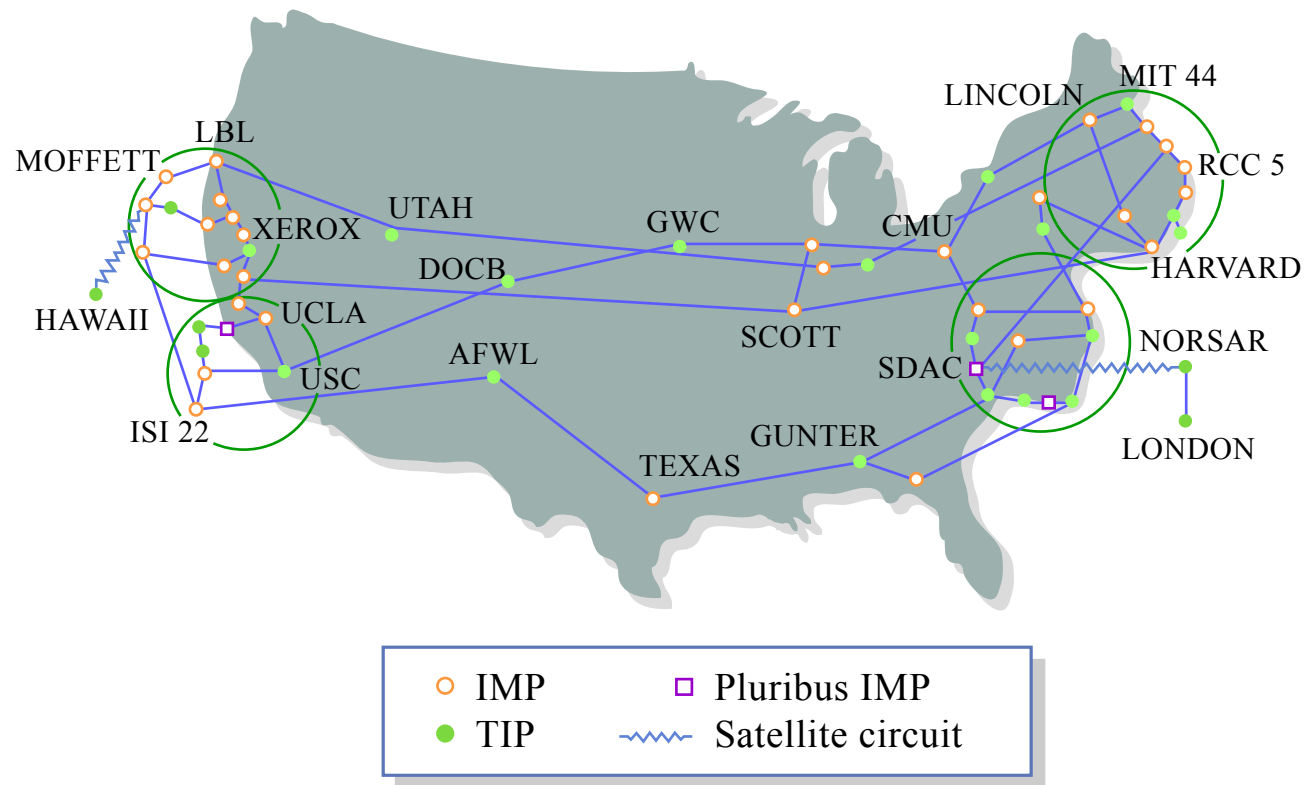 MIT 44
LINCOLN
LBL
MOFFETT
RCC 5
UTAH
GWC
CMU
XEROX
DOCB
HARVARD
HAWAII
UCLA
SCOTT
AFWL
SDAC
NORSAR
USC
ISI 22
GUNTER
LONDON
TEXAS
IMP
Pluribus IMP
TIP
Satellite circuit